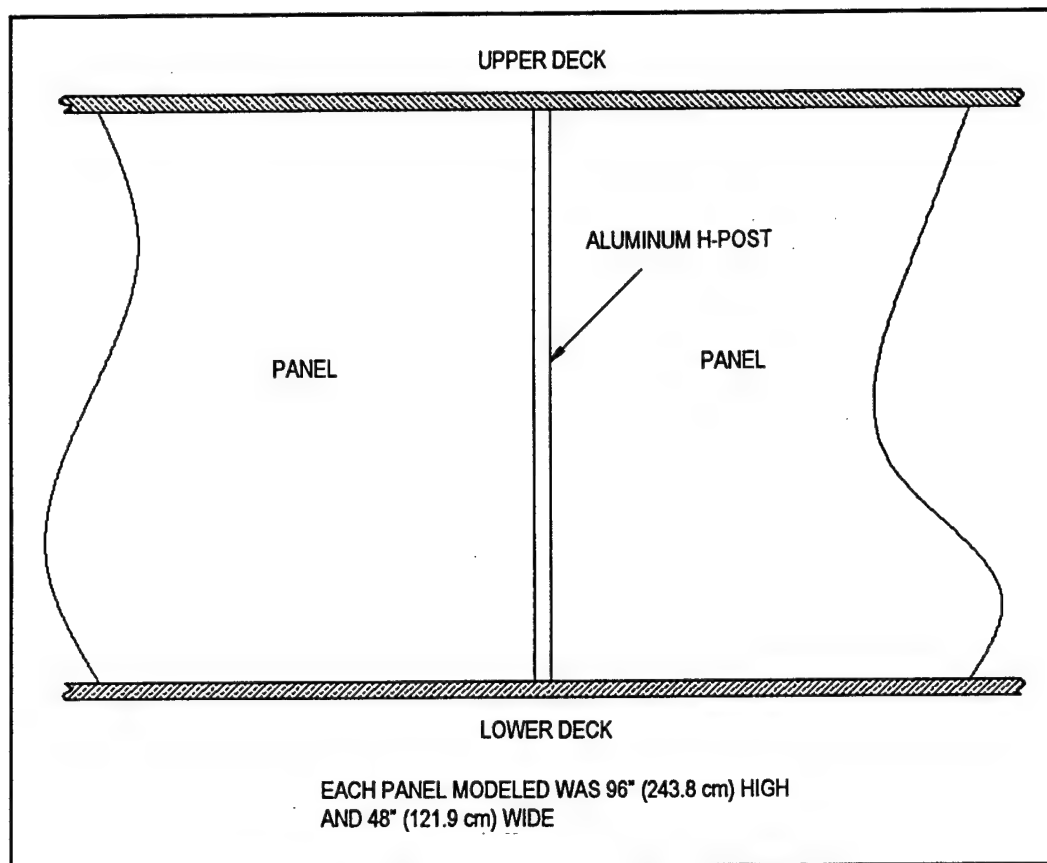 UPPER DECK
ALUMINUM H-POST
PANEL
PANEL
LOWER DECK
EACH PANEL MODELED WAS 96" (243.8 cm) HIGH
AND 48" (121.9 cm) WIDE